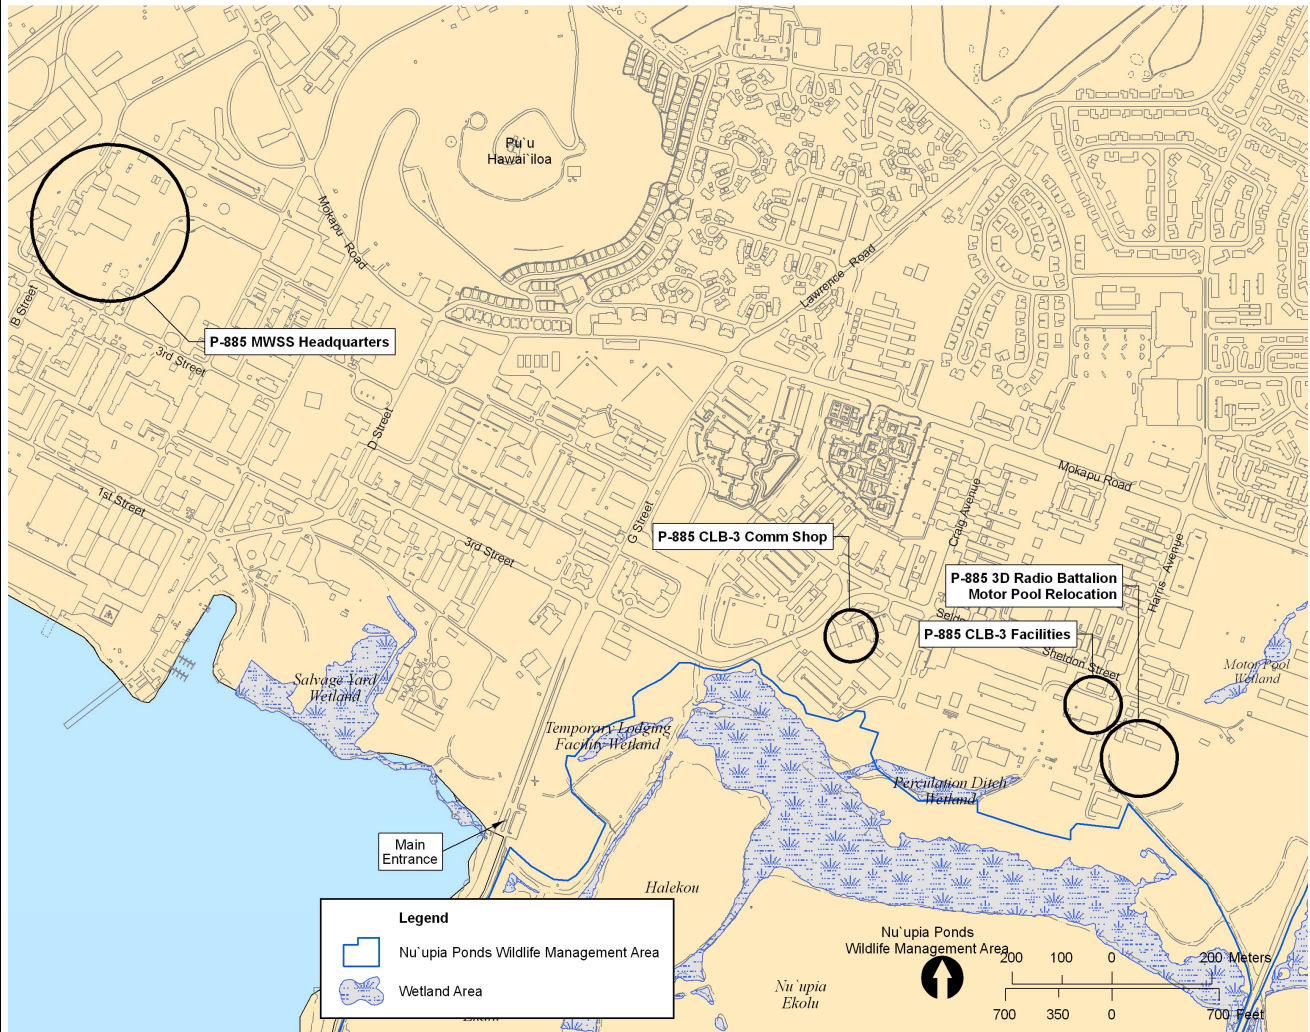 Pu`u
Hawai`iloa
Mokapu Road
Lawrence Road
B Street
P-885 MWSS Headquarters
3rd Street
D Street
1st Street
3rd Street
G Street
Mokapu Road
Craig Avenue
Harris Avenue
P-885 CLB-3 Comm Shop
P-885 3D Radio Battalion
Motor Pool Relocation
P-885 CLB-3 Facilities
Sheldon Street
Motor Pool
Wetland
Salvage Yard
Wetland
Temporary Lodging
Facility Wetland
Perculation Ditch
Wetland
Main
Entrance
Halekou
Legend
Nu`upia Ponds Wildlife Management Area
Wetland Area
Nu`upia Ponds
Wildlife Management Area
Nu`upia
Ekolu
200 100 0 200 Meters
700 350 0 700 Feet